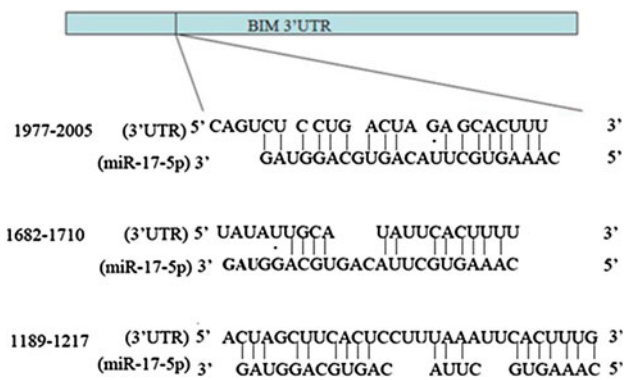 BIM 3'UTR
1977-2005 (3'UTR) 5' CAGUCU C CUG ACUA GA GCACUUU 3'
(miR-17-5p) 3' GAUGGACGUGACAUUCGUGAAAC 5'
1682-1710 (3'UTR) 5' UAUAUUGCA UAUUCACUUUU 3'
(miR-17-5p) 3' GAUGGACGUGACAUUCGUGAAAC 5'
1189-1217 (3'UTR) 5' ACUAGCUUCACUCCUUUAAAUUCACUUUG 3'
(miR-17-5p) 3' GAUGGACGUGAC AUUC GUGAAAC 5'